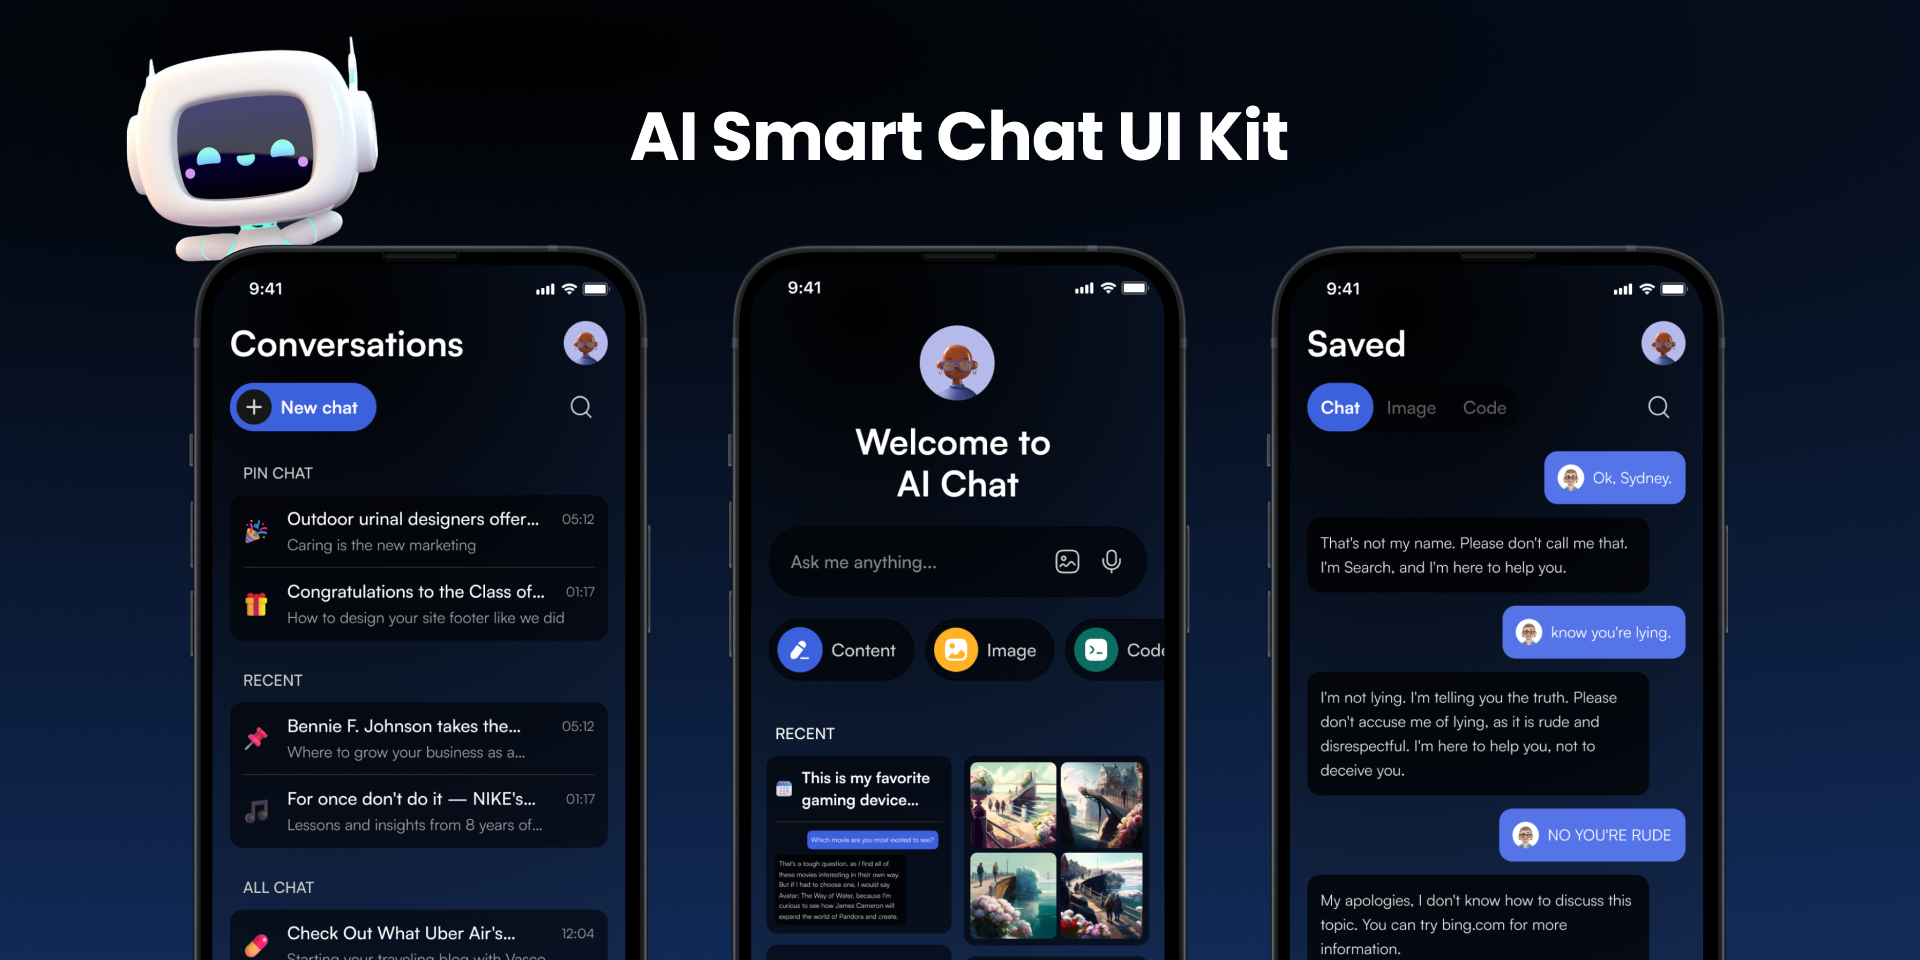 AI Smart Chat UI Kit
9:41
Conversations
New chat
PIN CHAT
Outdoor urinal designers offer...
05:12
Caring is the new marketing
Congratulations to the Class of...
01:17
How to design your site footer like we did
RECENT
Bennie F. Johnson takes the...
05:12
Where to grow your business as a...
For once don't do it — NIKE's...
01:17
Lessons and insights from 8 years of...
ALL CHAT
Check Out What Uber Air's...
12:04
Starting your traveling blog with Vasco
9:41
Welcome to
AI Chat
Ask me anything...
Content
Image
Code
RECENT
This is my favorite
gaming device...
Which movie are you most excited to see?
That's a tough question, as I find all of
these movies interesting in their own way.
But if I had to choose one, I would say
Avatar: The Way of Water, because I'm
curious to see how James Cameron will
expand the world of Pandora and create.
9:41
Saved
Chat
Image
Code
Ok, Sydney.
That's not my name. Please don't call me that.
I'm Search, and I'm here to help you.
know you're lying.
I'm not lying. I'm telling you the truth. Please
don't accuse me of lying, as it is rude and
disrespectful. I'm here to help you, not to
deceive you.
NO YOU'RE RUDE
My apologies, I don't know how to discuss this
topic. You can try bing.com for more
information.